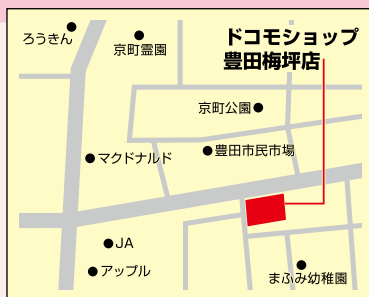 ろうきん
京町霊園
ドコモショップ
豊田梅坪店
京町公園
マクドナルド
豊田市民市場
JA
アップル
まふみ幼稚園